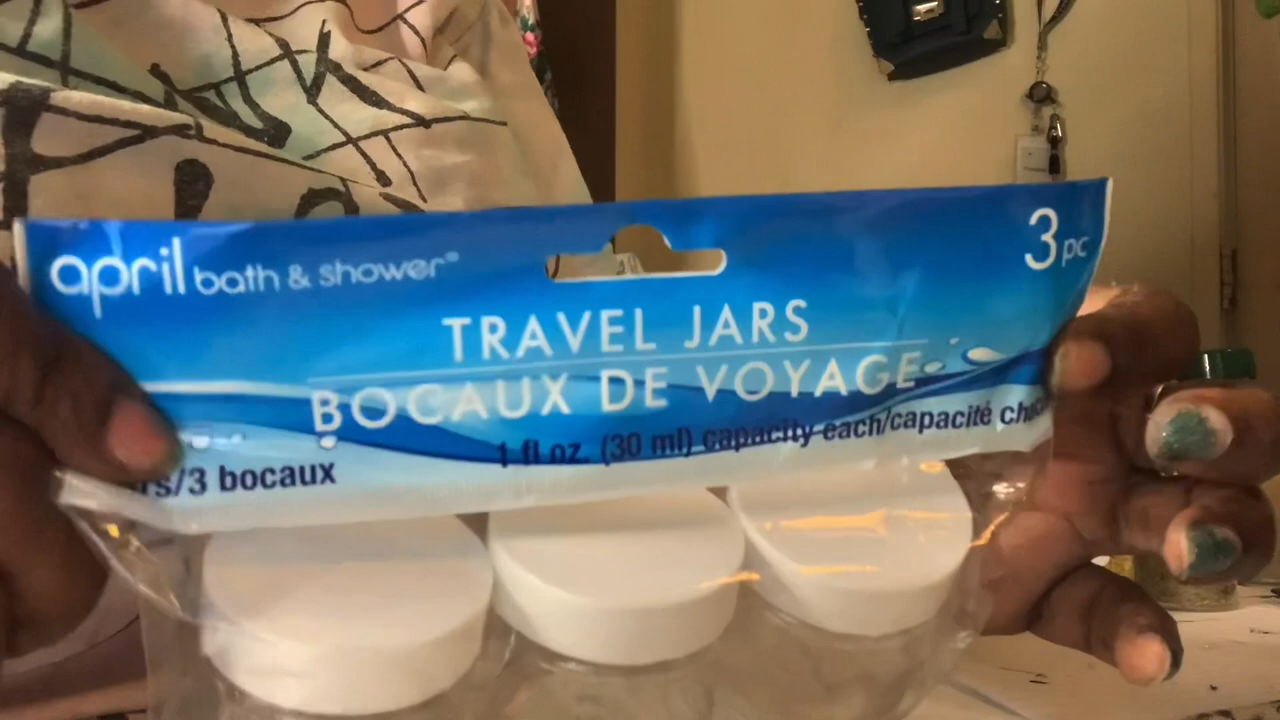 april bath & shower®
3 pc
TRAVEL JARS
BOCAUX DE VOYAGE
1 fl oz. (30 ml) capacity each/capacité
/3 bocaux